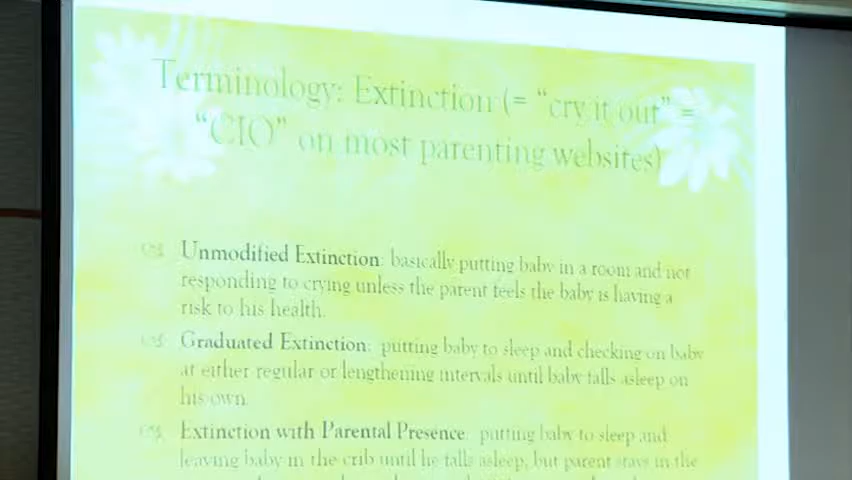 Terminology: Extinction (= "cry it out" =
"CIO" on most parenting websites)
Unmodified Extinction: basically putting baby in a room and not
responding to crying unless the parent feels the baby is having a
risk to his health.
Graduated Extinction: putting baby to sleep and checking on baby
at either regular or lengthening intervals until baby falls asleep on
his own.
Extinction with Parental Presence: putting baby to sleep and
leaving baby in the crib until he falls asleep, but parent stays in the